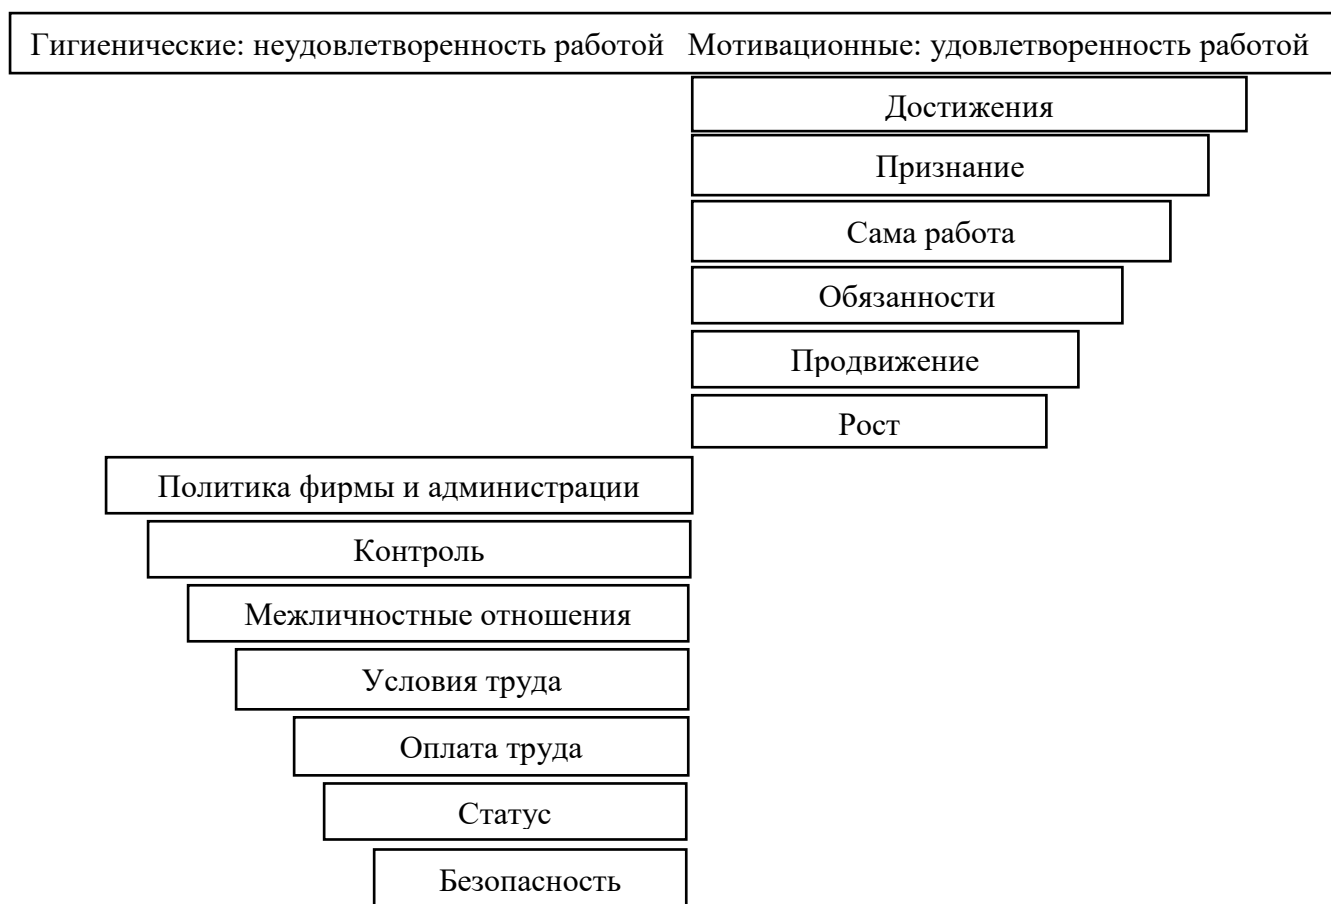 Гигиенические: неудовлетворенность работой Мотивационные: удовлетворенность работой
Достижения
Признание
Сама работа
Обязанности
Продвижение
Рост
Политика фирмы и администрации
Контроль
Межличностные отношения
Условия труда
Оплата труда
Статус
Безопасность